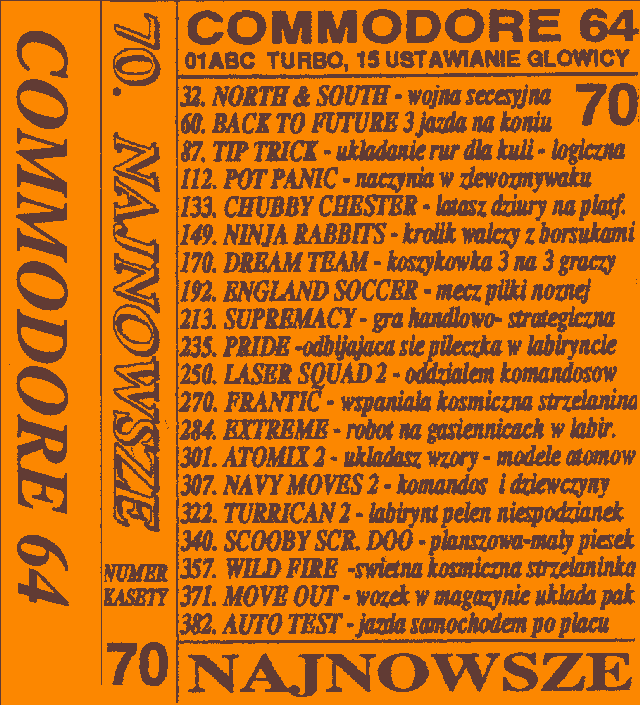 COMMODORE 64
70. NAJNOWSZE
NUMER
KASETY
70
COMMODORE 64
01ABC TURBO, 15 USTAWIANIE GLOWICY
70
32. NORTH & SOUTH - wojna secesyjna
60. BACK TO FUTURE 3 jazda na koniu
87. TIP TRICK - ukladanie rur dla kuli - logiczna
112. POT PANIC - naczynia w zlewozmywaku
133. CHUBBY CHESTER - latasz dziury na platf.
149. NINJA RABBITS - krolik walczy z borsukami
170. DREAM TEAM - koszykowka 3 na 3 graczy
192. ENGLAND SOCCER - mecz pilki noznej
213. SUPREMACY - gra handlowo- strategiczna
235. PRIDE -odbijajaca sie pileczka w labiryncie
250. LASER SQUAD 2 - oddzialem komandosow
270. FRANTIC - wspaniala kosmiczna strzelanina
284. EXTREME - robot na gasiennicach w labir.
301. ATOMIX 2 - ukladasz wzory - modele atomow
307. NAVY MOVES 2 - komandos i dziewczyny
322. TURRICAN 2 - labirynt pelen niespodzianek
340. SCOOBY SCR. DOO - planszowa-maly piesek
357. WILD FIRE -swietna kosmiczna strzelaninka
371. MOVE OUT - wozek w magazynie uklada pak
382. AUTO TEST - jazda samochodem po placu
NAJNOWSZE